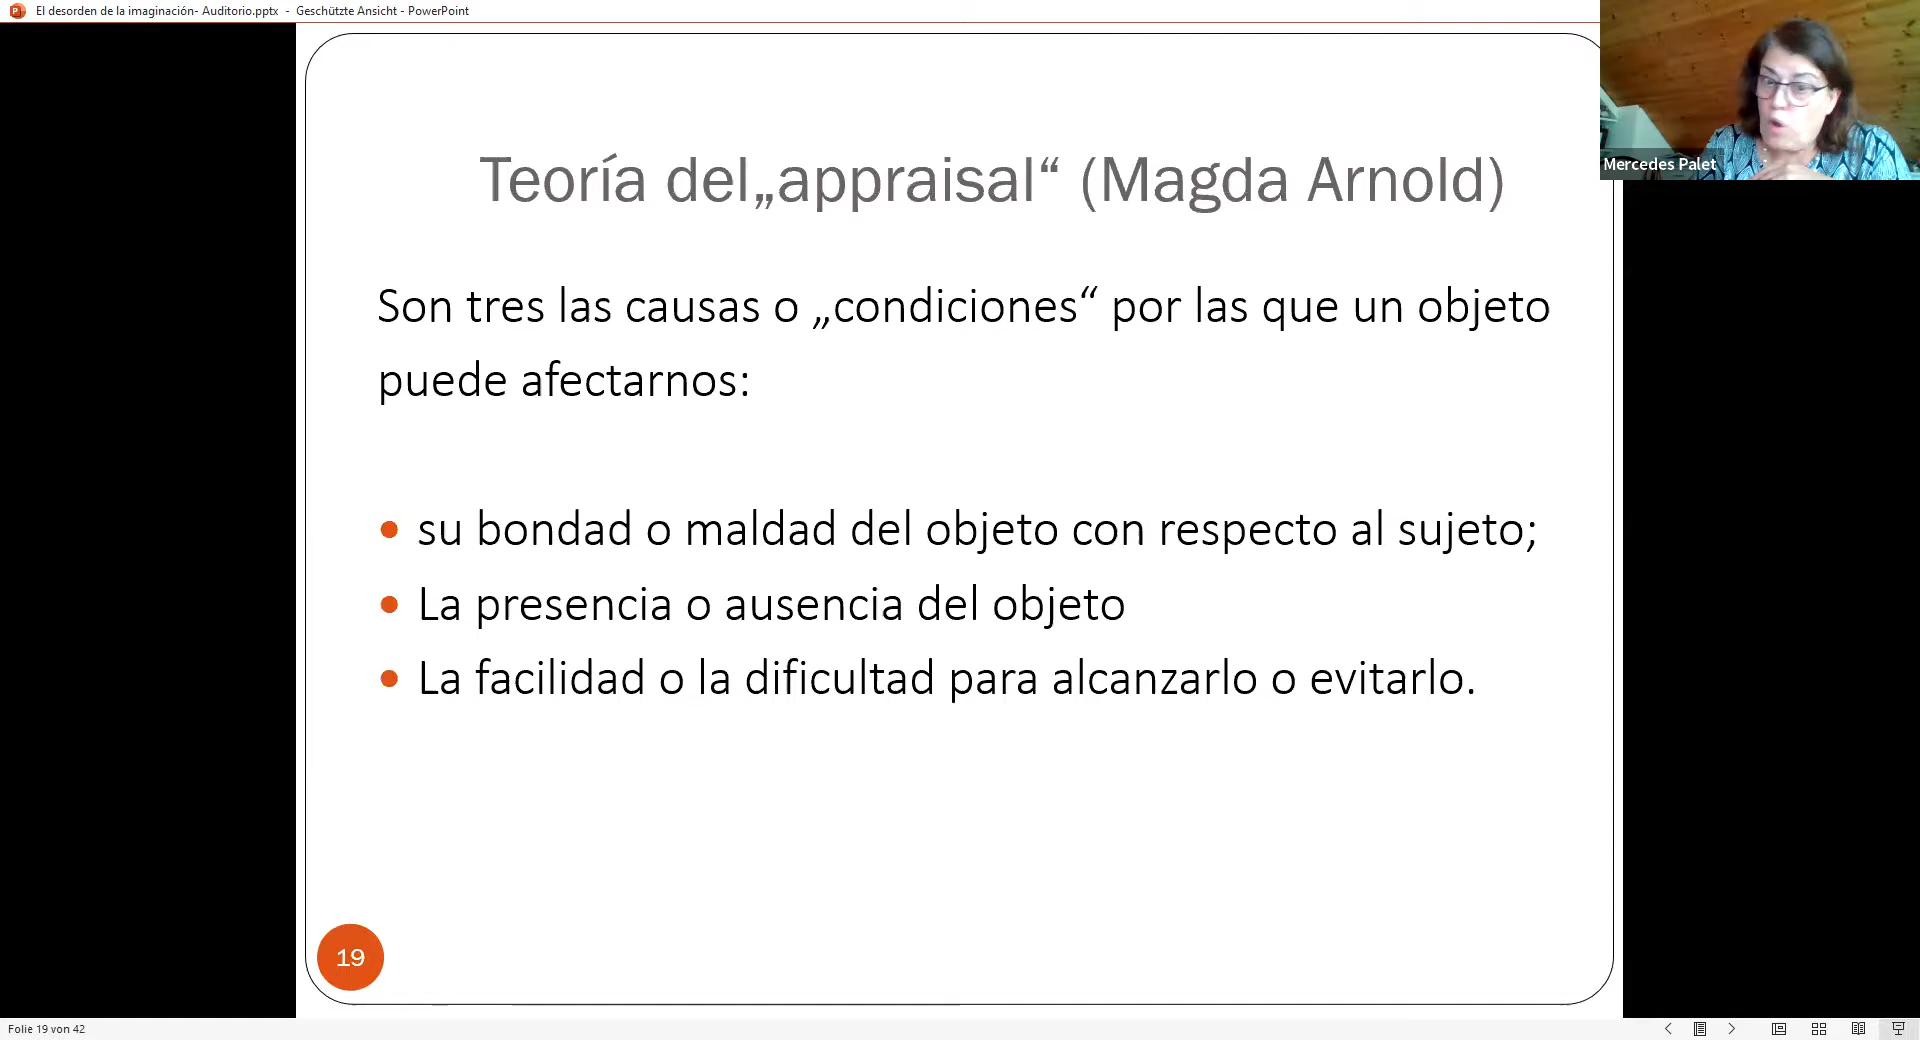 El desorden de la imaginación- Auditorio.pptx - Geschützte Ansicht - PowerPoint
Mercedes Palet
Teoría del„appraisal“ (Magda Arnold)
Son tres las causas o „condiciones“ por las que un objeto
puede afectarnos:
• su bondad o maldad del objeto con respecto al sujeto;
• La presencia o ausencia del objeto
• La facilidad o la dificultad para alcanzarlo o evitarlo.
19
Folie 19 von 42